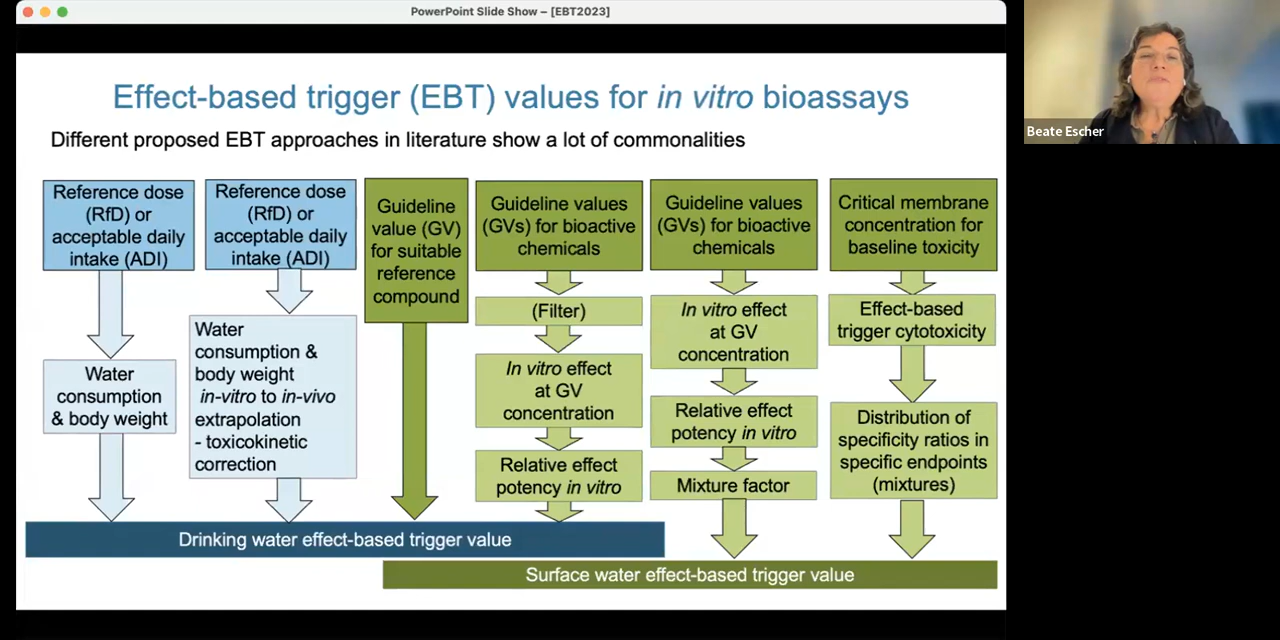 PowerPoint Slide Show – [EBT2023]
Effect-based trigger (EBT) values for in vitro bioassays
Different proposed EBT approaches in literature show a lot of commonalities
Reference dose
(RfD) or
acceptable daily
intake (ADI)
Water
consumption
& body weight
Reference dose
(RfD) or
acceptable daily
intake (ADI)
Water
consumption &
body weight
in-vitro to in-vivo
extrapolation
- toxicokinetic
correction
Guideline
value (GV)
for suitable
reference
compound
Guideline values
(GVs) for bioactive
chemicals
(Filter)
In vitro effect
at GV
concentration
Relative effect
potency in vitro
Guideline values
(GVs) for bioactive
chemicals
In vitro effect
at GV
concentration
Relative effect
potency in vitro
Mixture factor
Critical membrane
concentration for
baseline toxicity
Effect-based
trigger cytotoxicity
Distribution of
specificity ratios in
specific endpoints
(mixtures)
Drinking water effect-based trigger value
Surface water effect-based trigger value
Beate Escher